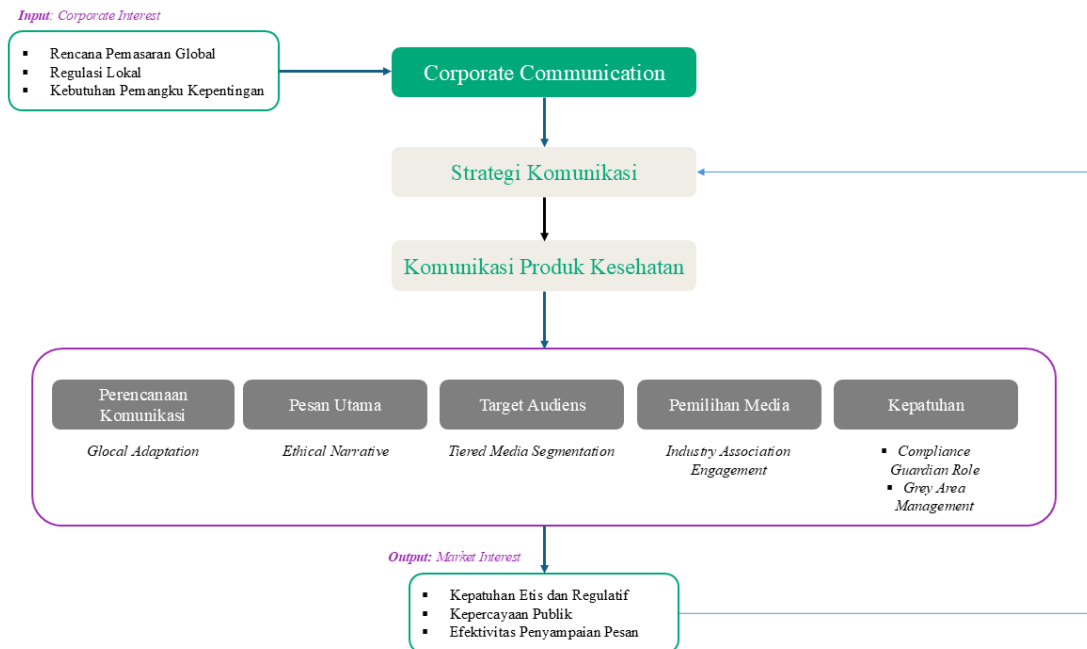 Input: Corporate Interest
▪ Rencana Pemasaran Global
▪ Regulasi Lokal
▪ Kebutuhan Pemangku Kepentingan
Corporate Communication
Strategi Komunikasi
Komunikasi Produk Kesehatan
Perencanaan
Komunikasi
Glocal Adaptation
Pesan Utama
Ethical Narrative
Target Audiens
Tiered Media Segmentation
Pemilihan Media
Industry Association
Engagement
Kepatuhan
▪ Compliance
Guardian Role
▪ Grey Area
Management
Output: Market Interest
▪ Kepatuhan Etis dan Regulatif
▪ Kepercayaan Publik
▪ Efektivitas Penyampaian Pesan